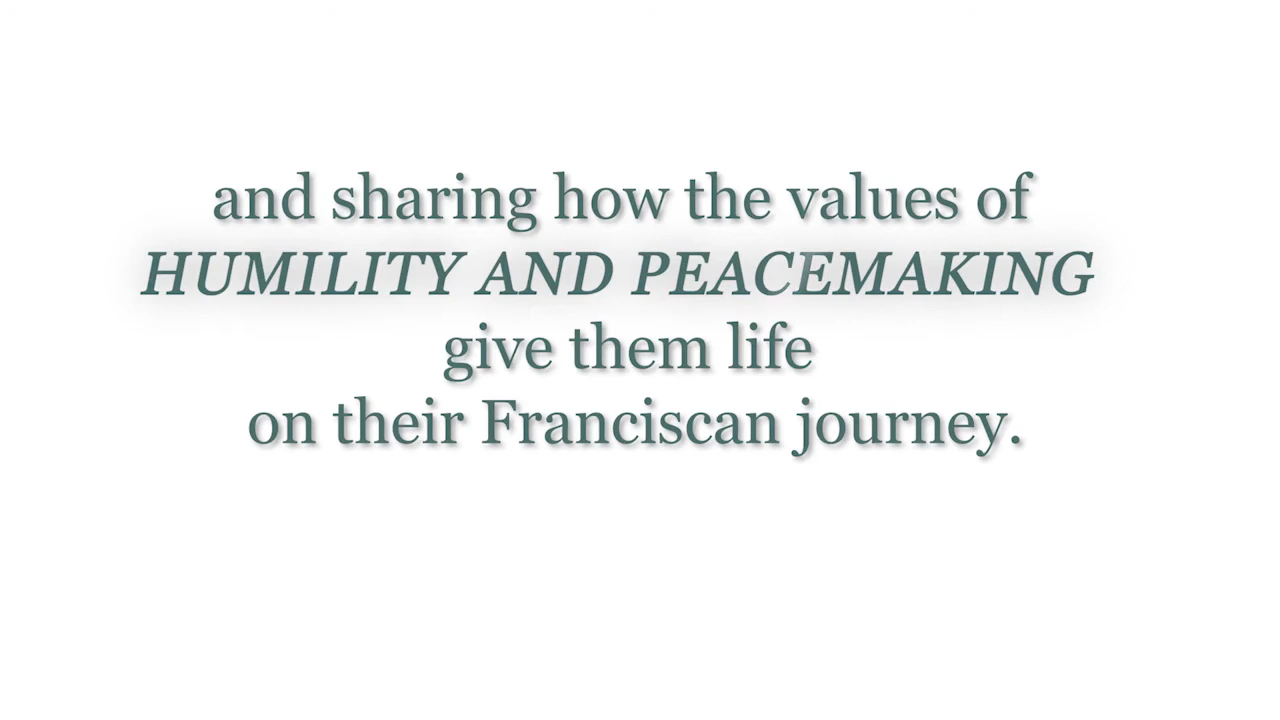 and sharing how the values of
HUMILITY AND PEACEMAKING
give them life
on their Franciscan journey.